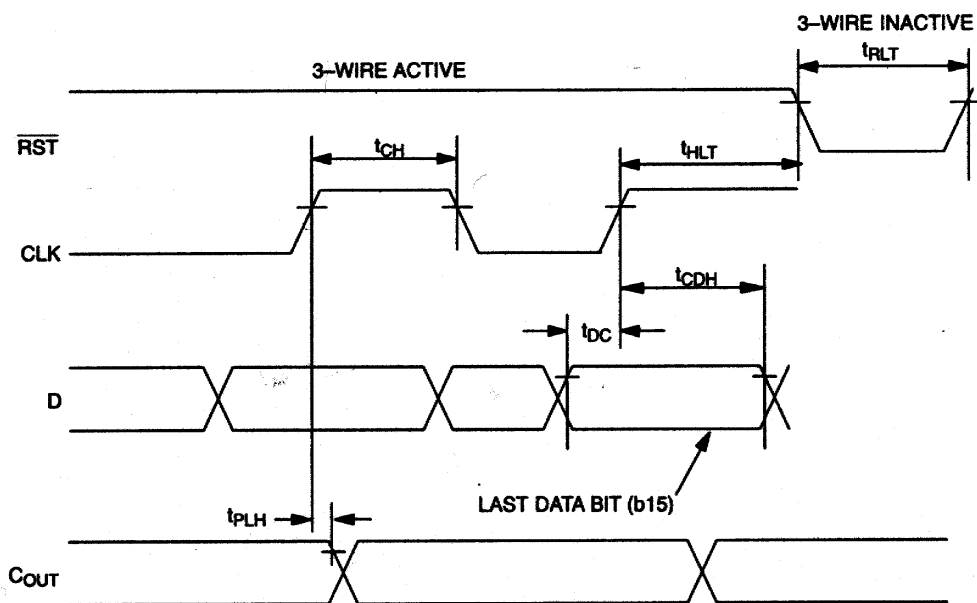 3–WIRE INACTIVE
tRLT
3–WIRE ACTIVE
RST
tCH
tHLT
CLK
tCDH
tDC
D
LAST DATA BIT (b15)
tPLH
COUT